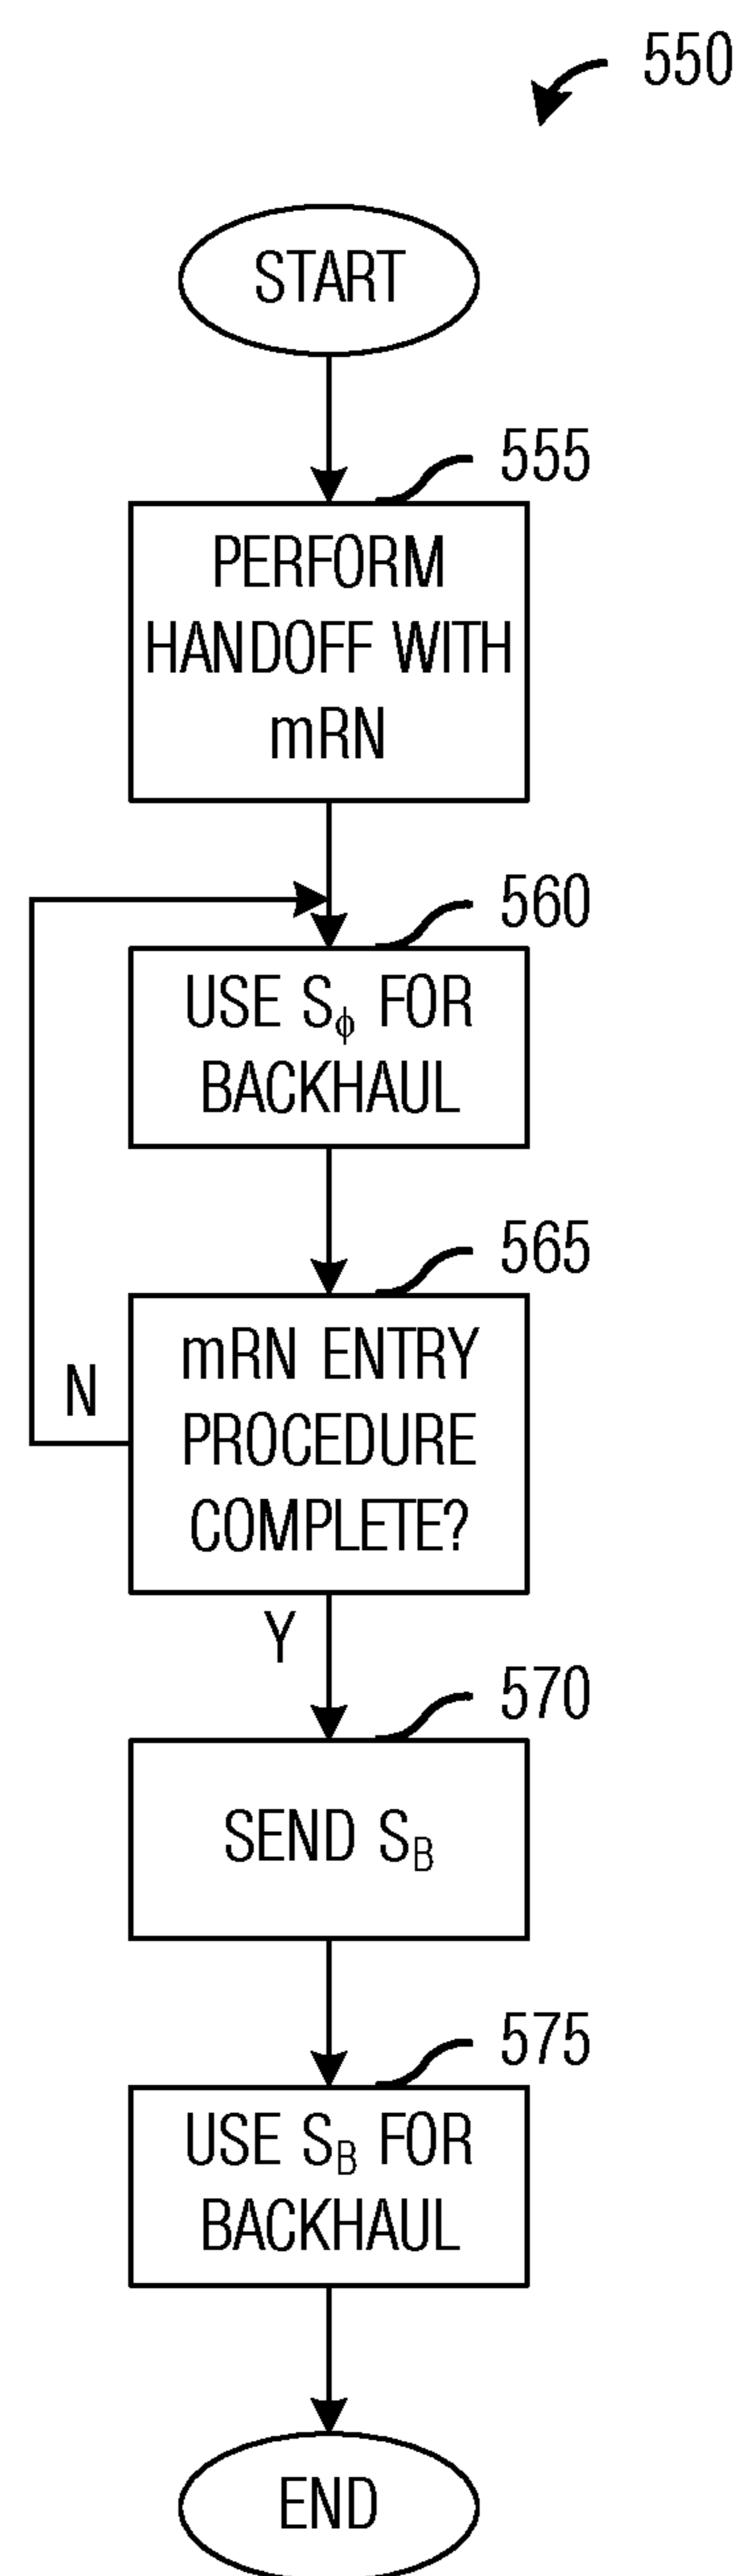 550
START
555
PERFORM
HANDOFF WITH
mRN
560
USE Sϕ FOR
BACKHAUL
565
mRN ENTRY
PROCEDURE
COMPLETE?
N
Y
570
SEND SB
575
USE SB FOR
BACKHAUL
END